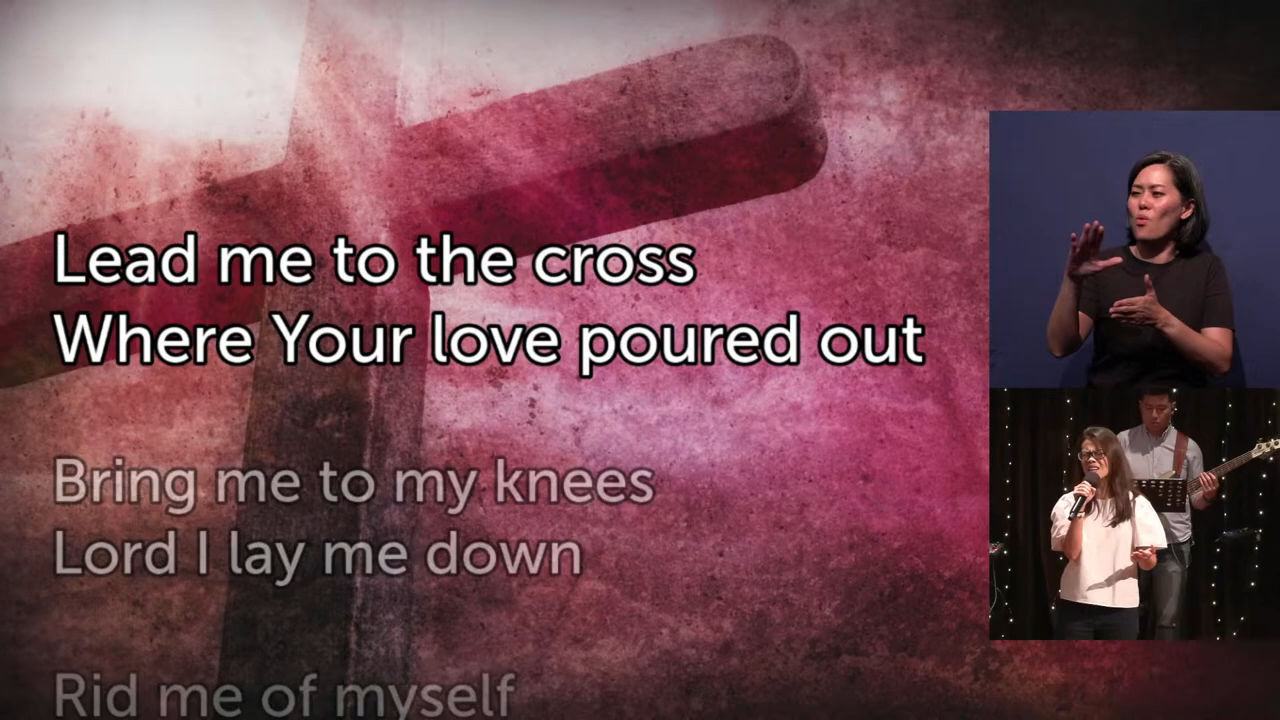 Lead me to the cross
Where Your love poured out
Bring me to my knees
Lord I lay me down
Rid me of myself